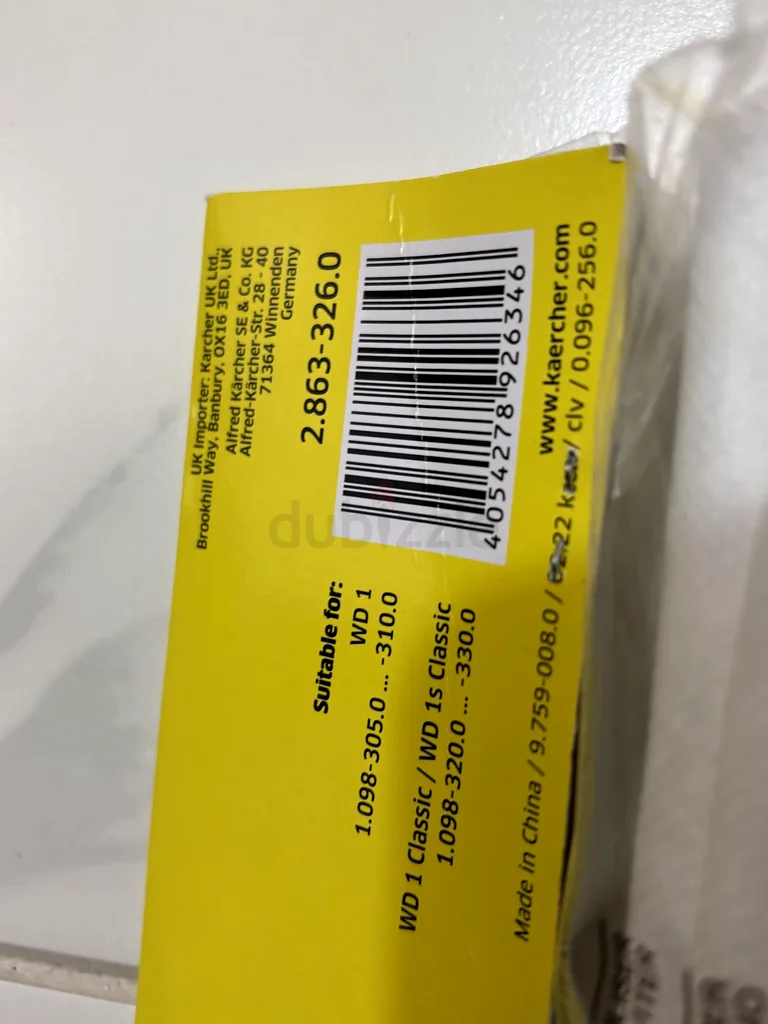 UK Importer: Karcher UK Ltd.;
Brookhill Way, Banbury, OX16 3ED, UK
Alfred Kärcher SE & Co. KG
Alfred-Kärcher-Str. 28 - 40
71364 Winnenden
Germany
2.863-326.0
4 054278 926346
www.kaercher.com
Suitable for:
WD 1
1.098-305.0 ... -310.0
WD 1 Classic / WD 1s Classic
1.098-320.0 ... -330.0
Made in China / 9.759-008.0 / 22 / clv / 0.096-256.0
dubizzle